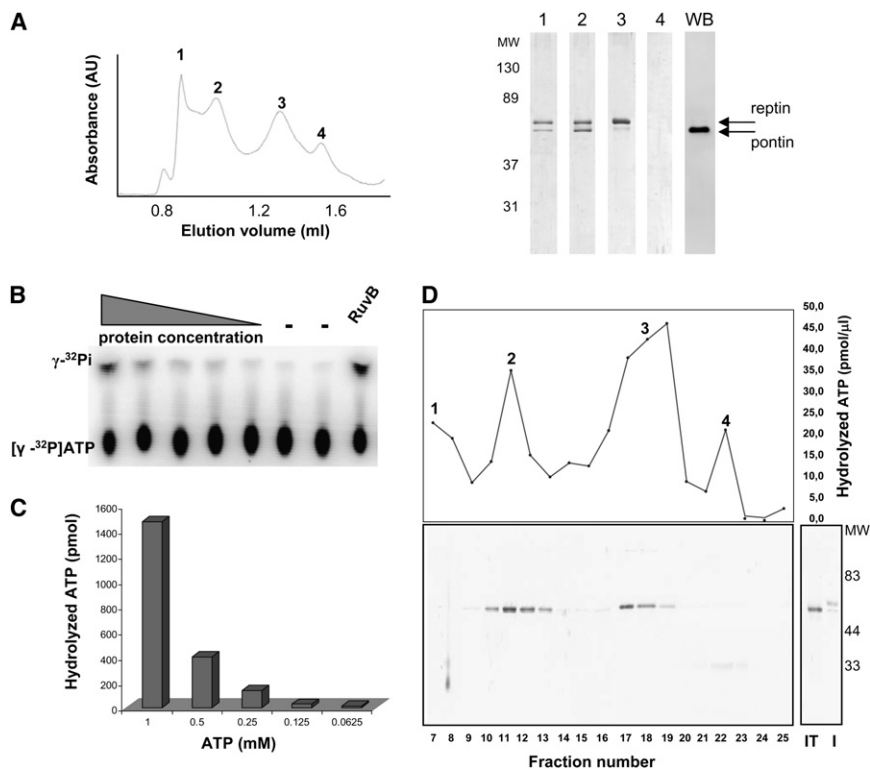 A
Absorbance (AU)
1
2
3
4
0.8
1.2
1.6
Elution volume (ml)
1 2 3 4 WB
MW
130
89
37
31
reptin
pontin
B
protein concentration
- -
RuvB
γ-³²Pi
[γ -³²P]ATP
C
Hydrolyzed ATP (pmol)
1600
1400
1200
1000
800
600
400
200
0
1 0.5 0.25 0.125 0.0625
ATP (mM)
D
1
2
3
4
50,0
45,0
40,0
35,0
30,0
25,0
20,0
15,0
10,0
5,0
0,0
Hydrolyzed ATP (pmol/µl)
MW
83
44
33
7 8 9 10 11 12 13 14 15 16 17 18 19 20 21 22 23 24 25
IT I
Fraction number